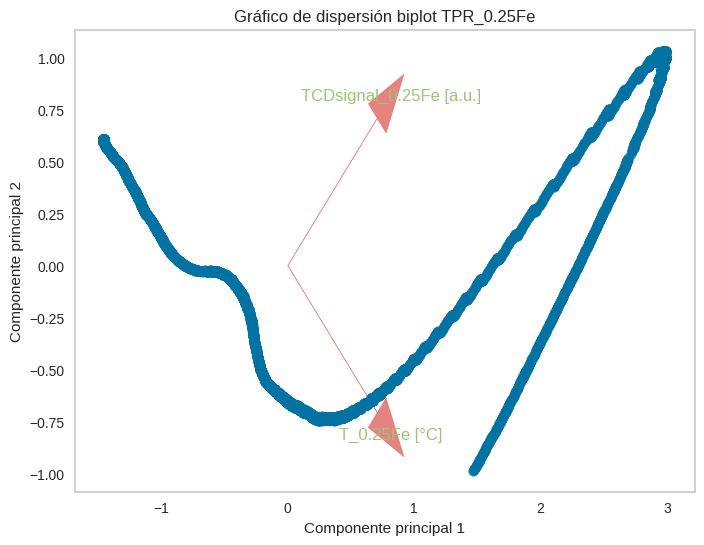 Gráfico de dispersión biplot TPR_0.25Fe
1.00
0.75
0.50
0.25
0.00
−0.25
−0.50
−0.75
−1.00
Componente principal 2
TCDsignal_0.25Fe [a.u.]
T_0.25Fe [°C]
−1
0
1
2
3
Componente principal 1